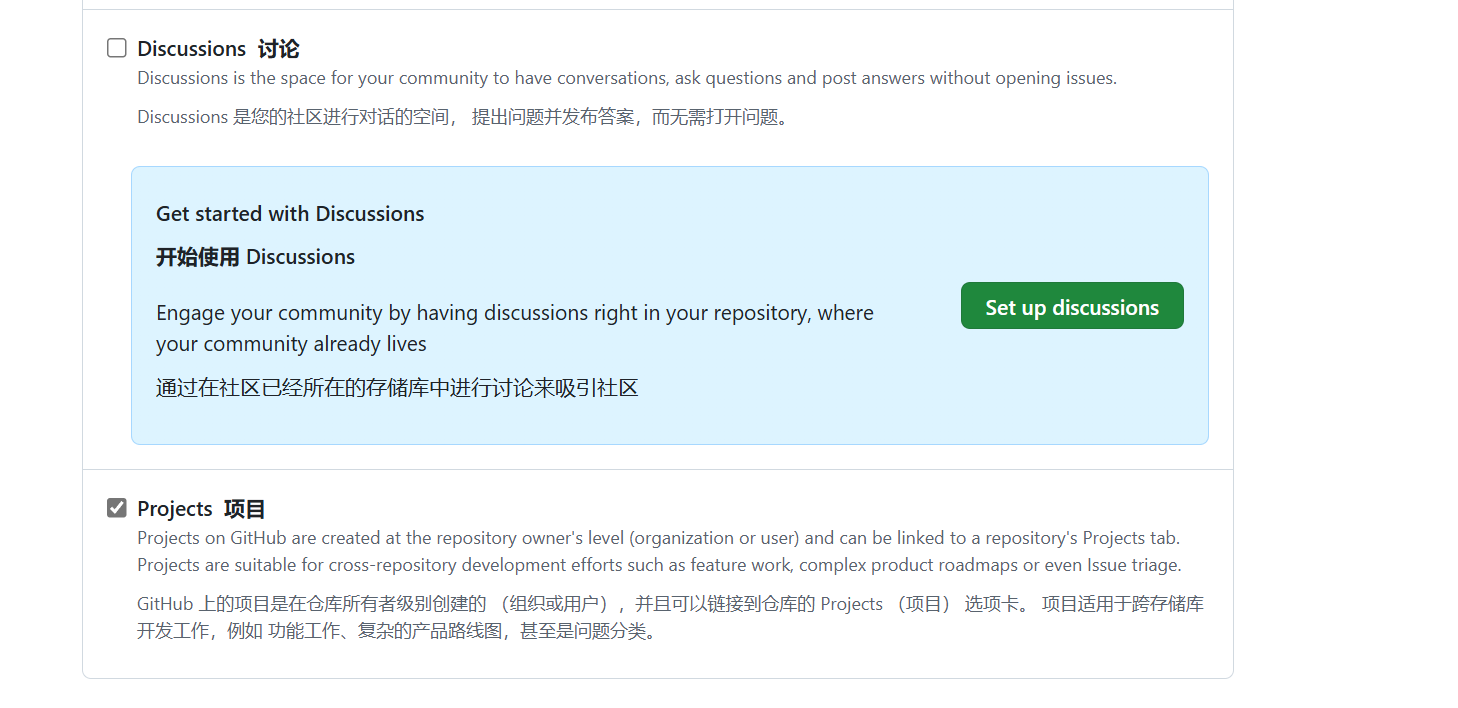 Discussions 讨论
Discussions is the space for your community to have conversations, ask questions and post answers without opening issues.
Discussions 是您的社区进行对话的空间， 提出问题并发布答案，而无需打开问题。
Get started with Discussions
开始使用 Discussions
Engage your community by having discussions right in your repository, where
your community already lives
通过在社区已经所在的存储库中进行讨论来吸引社区
Set up discussions
Projects 项目
Projects on GitHub are created at the repository owner's level (organization or user) and can be linked to a repository's Projects tab.
Projects are suitable for cross-repository development efforts such as feature work, complex product roadmaps or even Issue triage.
GitHub 上的项目是在仓库所有者级别创建的 （组织或用户），并且可以链接到仓库的 Projects （项目） 选项卡。 项目适用于跨存储库
开发工作，例如 功能工作、复杂的产品路线图，甚至是问题分类。